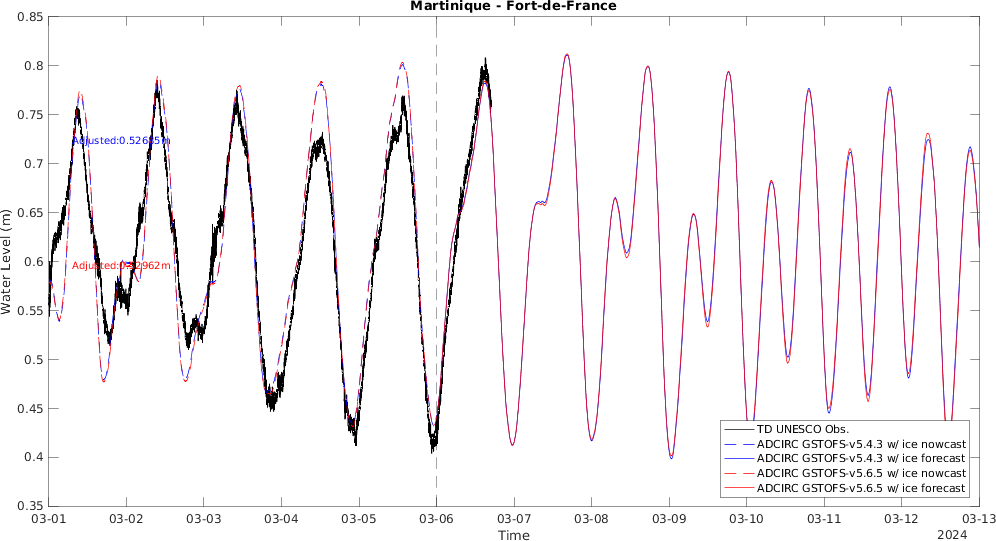 Martinique - Fort-de-France
0.85
0.8
0.75
Adjusted:0.52685m
0.7
0.65
Water Level (m)
0.6
Adjusted:0.52962m
0.55
0.5
0.45
0.4
0.35
TD UNESCO Obs.
ADCIRC GSTOFS-v5.4.3 w/ ice nowcast
ADCIRC GSTOFS-v5.4.3 w/ ice forecast
ADCIRC GSTOFS-v5.6.5 w/ ice nowcast
ADCIRC GSTOFS-v5.6.5 w/ ice forecast
03-01 03-02 03-03 03-04 03-05 03-06 03-07 03-08 03-09 03-10 03-11 03-12 03-13
Time
2024